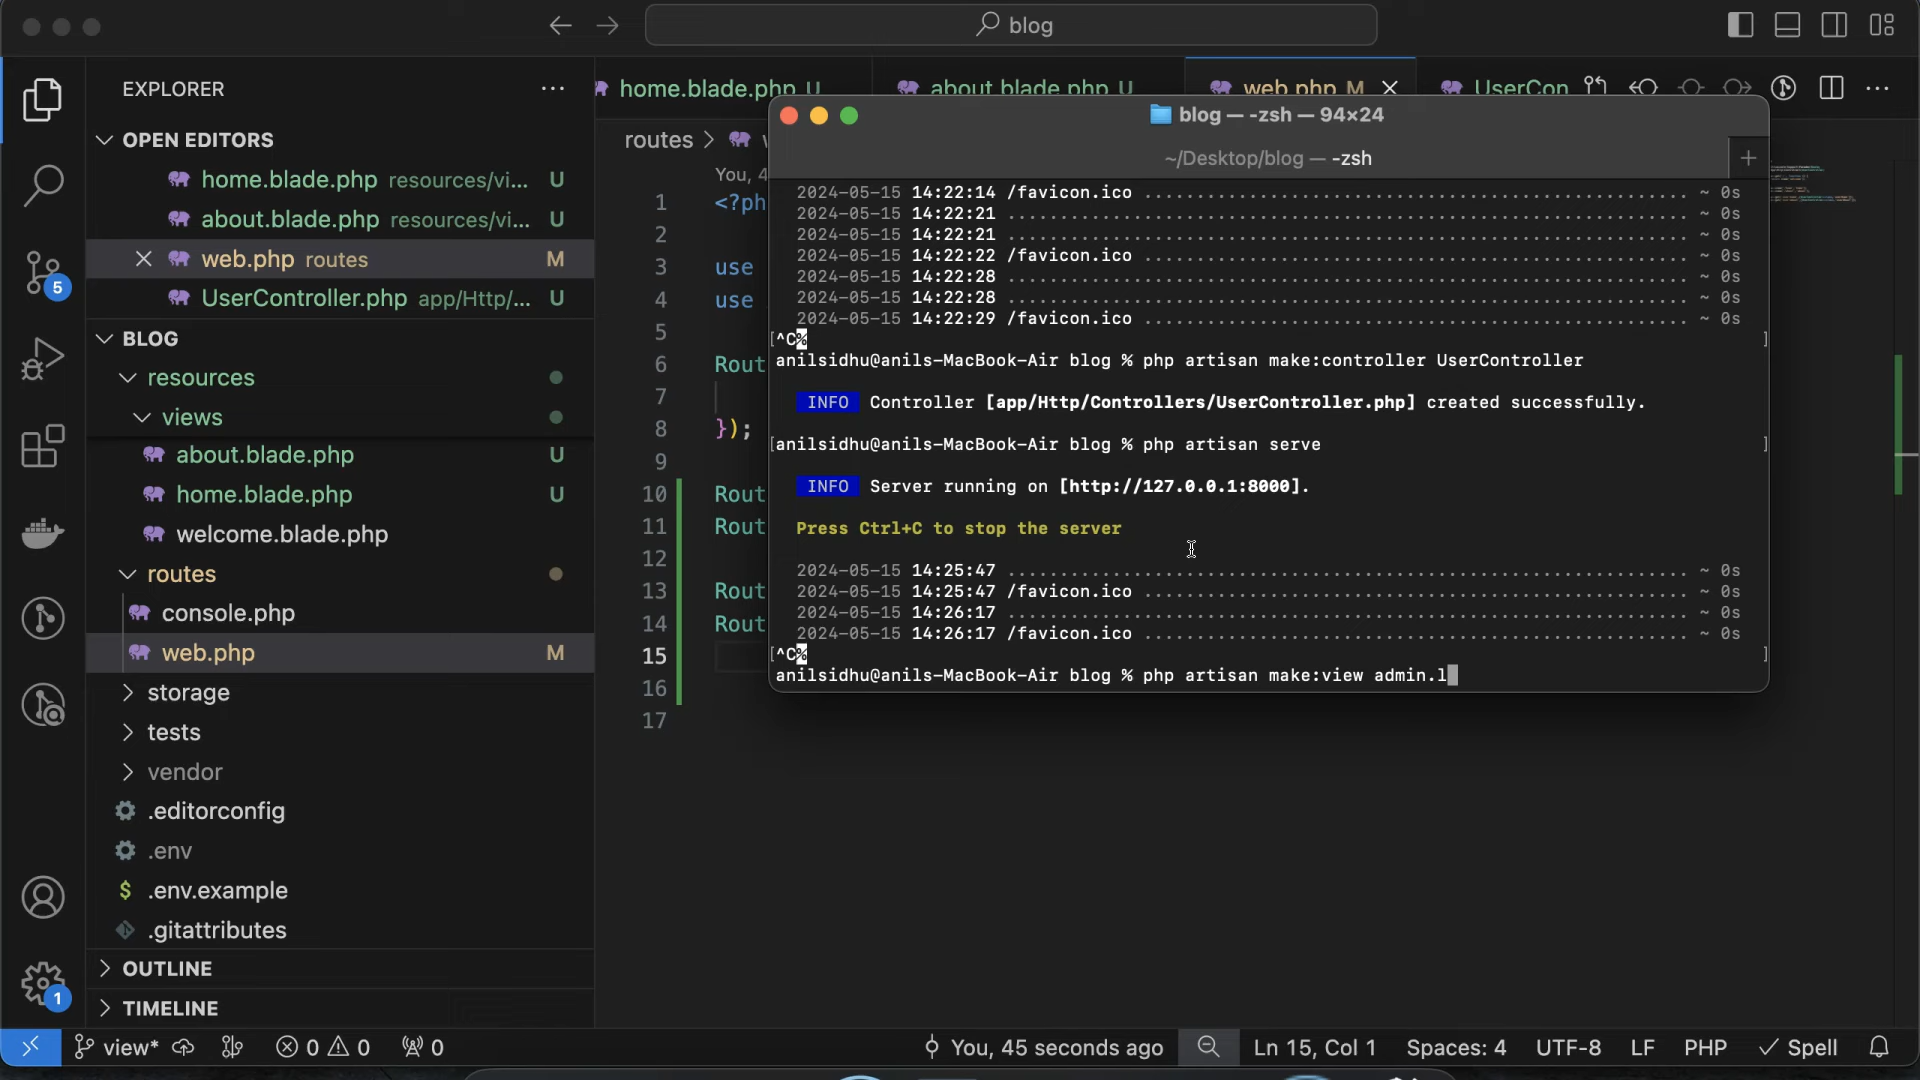 blog
EXPLORER
OPEN EDITORS
home.blade.php resources/vi... U
about.blade.php resources/vi... U
web.php routes M
UserController.php app/Http/... U
BLOG
resources
views
about.blade.php U
home.blade.php U
welcome.blade.php
routes
console.php
web.php M
storage
tests
vendor
.editorconfig
.env
$ .env.example
.gitattributes
OUTLINE
TIMELINE
5
1
home.blade.php U
about.blade.php U
web.php M
UserCon
routes >
You, 4
1 <?ph
2
3 use
4 use
5
6 Rout
7
8 });
9
10 Rout
11 Rout
12
13 Rout
14 Rout
15
16
17
blog — -zsh — 94×24
~/Desktop/blog — -zsh
2024-05-15 14:22:14 /favicon.ico .................................................... ~ 0s
2024-05-15 14:22:21 ................................................................. ~ 0s
2024-05-15 14:22:21 ................................................................. ~ 0s
2024-05-15 14:22:22 /favicon.ico .................................................... ~ 0s
2024-05-15 14:22:28 ................................................................. ~ 0s
2024-05-15 14:22:28 ................................................................. ~ 0s
2024-05-15 14:22:29 /favicon.ico .................................................... ~ 0s
[^C% ]
anilsidhu@anils-MacBook-Air blog % php artisan make:controller UserController
INFO Controller [app/Http/Controllers/UserController.php] created successfully.
[anilsidhu@anils-MacBook-Air blog % php artisan serve ]
INFO Server running on [http://127.0.0.1:8000].
Press Ctrl+C to stop the server
2024-05-15 14:25:47 ................................................................. ~ 0s
2024-05-15 14:25:47 /favicon.ico .................................................... ~ 0s
2024-05-15 14:26:17 ................................................................. ~ 0s
2024-05-15 14:26:17 /favicon.ico .................................................... ~ 0s
[^C% ]
anilsidhu@anils-MacBook-Air blog % php artisan make:view admin.l
view* 0 0 0 You, 45 seconds ago Ln 15, Col 1 Spaces: 4 UTF-8 LF PHP Spell